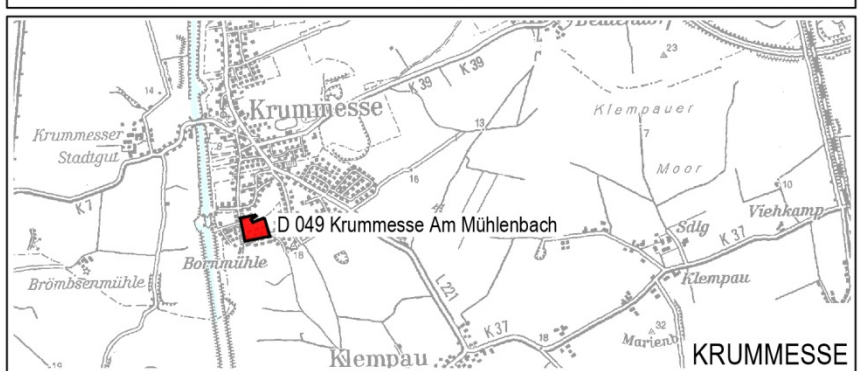 K 39
K 39
23
14
Krummesse
13
Klempauer
7
Moor
Krummesser
Stadtgut
8
16
10
K 7
Viehkamp
Sdlg
K 37
D 049 Krummesse Am Mühlenbach
18
Bornmühle
Brömbsenmühle
Klempau
L 221
K 37
18
32
Klempau
KRUMMESSE